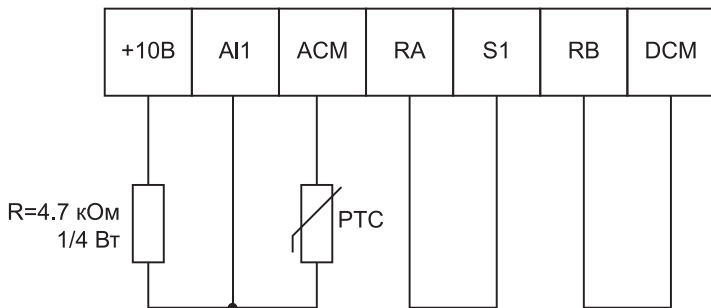 +10В AI1 ACM RA S1 RB DCM
R=4.7 кОм
1/4 Вт
PTC